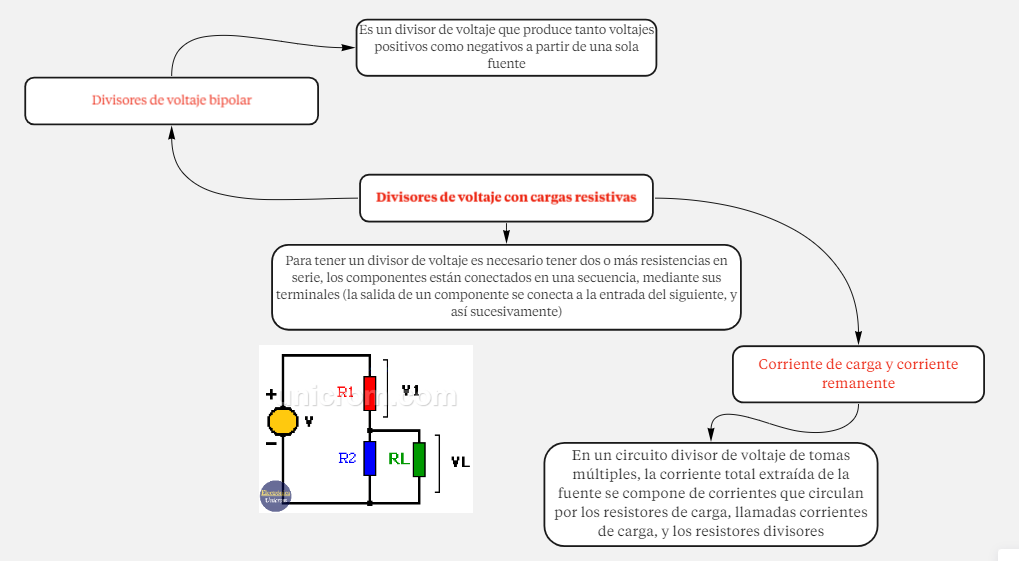 Es un divisor de voltaje que produce tanto voltajes
positivos como negativos a partir de una sola
fuente
Divisores de voltaje bipolar
Divisores de voltaje con cargas resistivas
Para tener un divisor de voltaje es necesario tener dos o más resistencias en
serie, los componentes están conectados en una secuencia, mediante sus
terminales (la salida de un componente se conecta a la entrada del siguiente, y
así sucesivamente)
Corriente de carga y corriente
remanente
En un circuito divisor de voltaje de tomas
múltiples, la corriente total extraída de la
fuente se compone de corrientes que circulan
por los resistores de carga, llamadas corrientes
de carga, y los resistores divisores
unicrom.com
R1
V1
+
V
−
R2
RL
VL
Electrónica
Unicrom